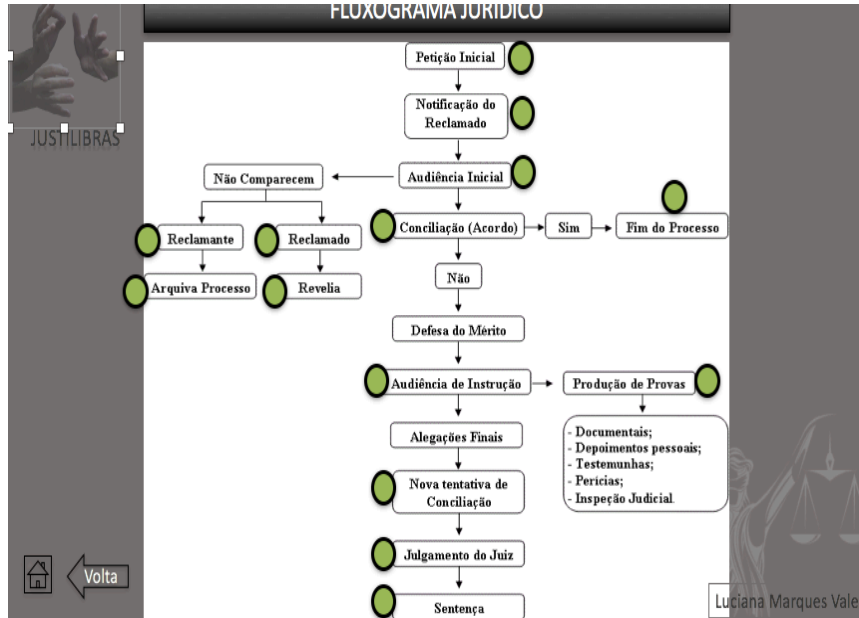 FLUXOGRAMA JURÍDICO
JUSTILIBRAS
Petição Inicial
Notificação do
Reclamado
Audiência Inicial
Não Comparecem
Reclamante
Reclamado
Conciliação (Acordo)
Sim
Fim do Processo
Arquiva Processo
Revelia
Não
Defesa do Mérito
Audiência de Instrução
Produção de Provas
Alegações Finais
- Documentais;
- Depoimentos pessoais;
- Testemunhas;
- Perícias;
- Inspeção Judicial.
Nova tentativa de
Conciliação
Julgamento do Juiz
Sentença
Volta
Luciana Marques Vale